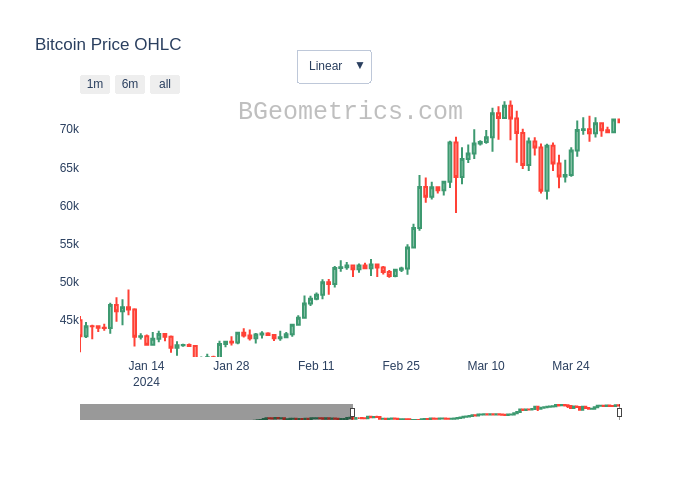 Bitcoin Price OHLC
Linear ▼
1m 6m all
BGeometrics.com
70k
65k
60k
55k
50k
45k
Jan 14 Jan 28 Feb 11 Feb 25 Mar 10 Mar 24
2024